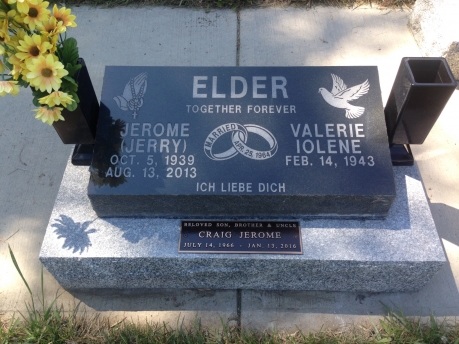 ELDER
TOGETHER FOREVER
JEROME
(JERRY)
OCT. 5, 1939
AUG. 13, 2013
MARRIED
JAN. 25, 1964
VALERIE
IOLENE
FEB. 14, 1943
ICH LIEBE DICH
BELOVED SON, BROTHER & UNCLE
CRAIG JEROME
JULY 14, 1966 - JAN. 13, 2016